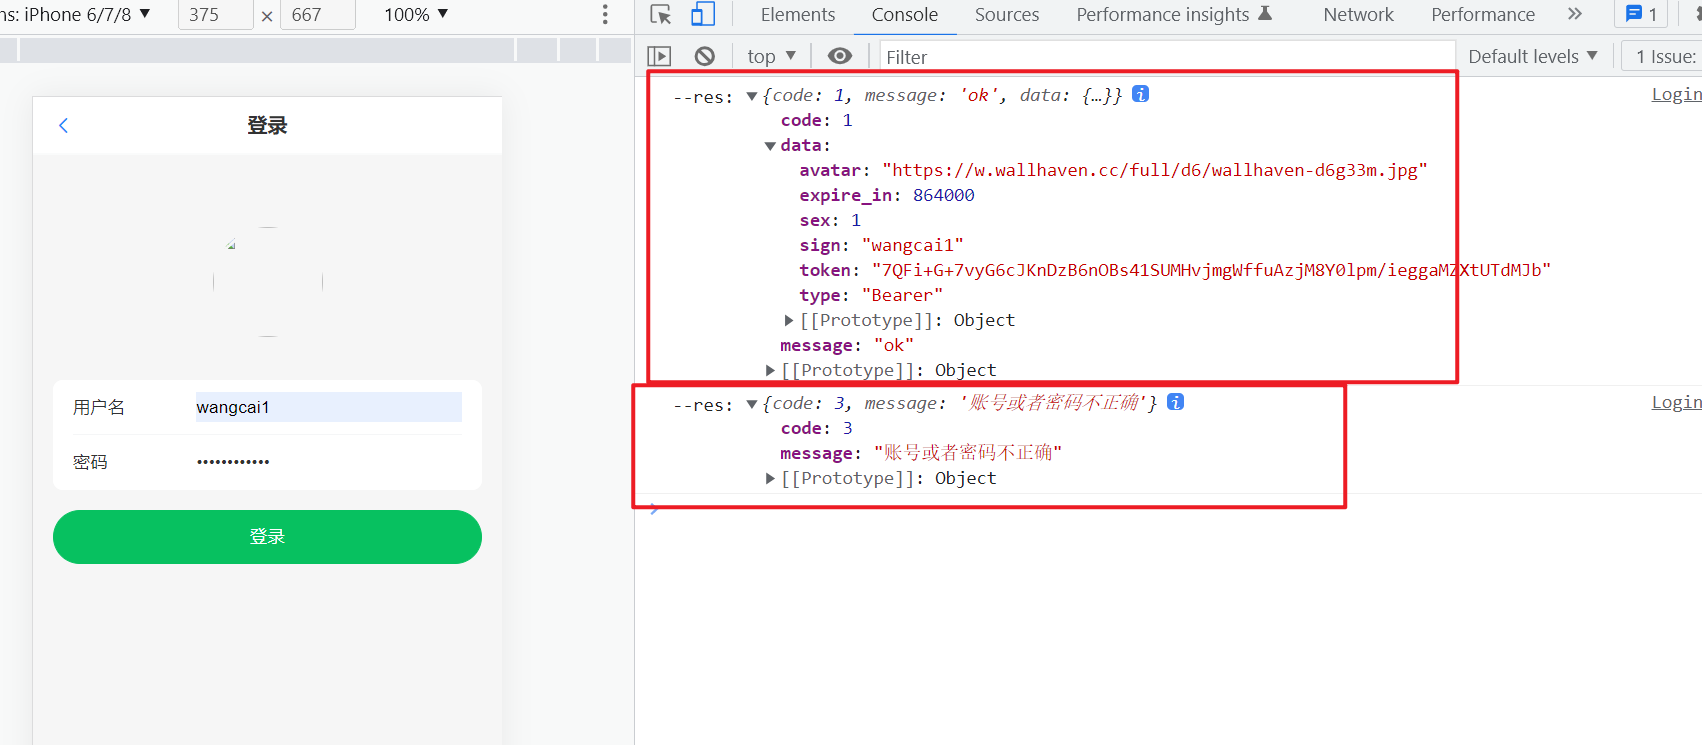 ns: iPhone 6/7/8 ▼ 375 × 667 100% ▼
Elements Console Sources Performance insights Network Performance » 1
top ▼ Filter Default levels ▼ 1 Issue:
登录
用户名 wangcai1
密码 ••••••••••••
登录
--res: ▼{code: 1, message: 'ok', data: {…}} i Login
code: 1
▼data:
avatar: "https://w.wallhaven.cc/full/d6/wallhaven-d6g33m.jpg"
expire_in: 864000
sex: 1
sign: "wangcai1"
token: "7QFi+G+7vyG6cJKnDzB6nOBs41SUMHvjmgWffuAzjM8Y0lpm/ieggaMZXtUTdMJb"
type: "Bearer"
▶[[Prototype]]: Object
message: "ok"
▶[[Prototype]]: Object
--res: ▼{code: 3, message: '账号或者密码不正确'} i Login
code: 3
message: "账号或者密码不正确"
▶[[Prototype]]: Object